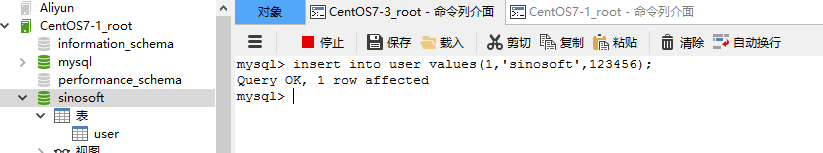 Aliyun
CentOS7-1_root
information_schema
mysql
performance_schema
sinosoft
表
user
视图
对象
CentOS7-3_root - 命令列介面
CentOS7-1_root - 命令列介面
停止
保存
载入
剪切
复制
粘贴
清除
自动换行
mysql> insert into user values(1,'sinosoft',123456);
Query OK, 1 row affected
mysql>